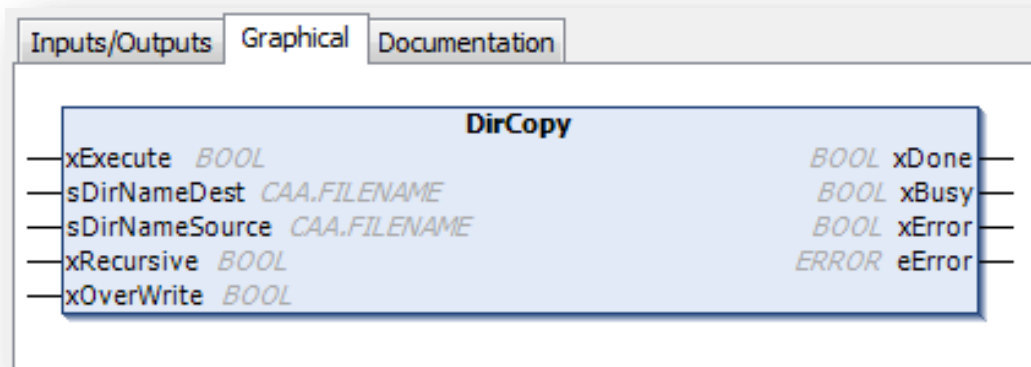 Inputs/Outputs Graphical Documentation
DirCopy
xExecute BOOL BOOL xDone
sDirNameDest CAA.FILENAME BOOL xBusy
sDirNameSource CAA.FILENAME BOOL xError
xRecursive BOOL ERROR eError
xOverWrite BOOL